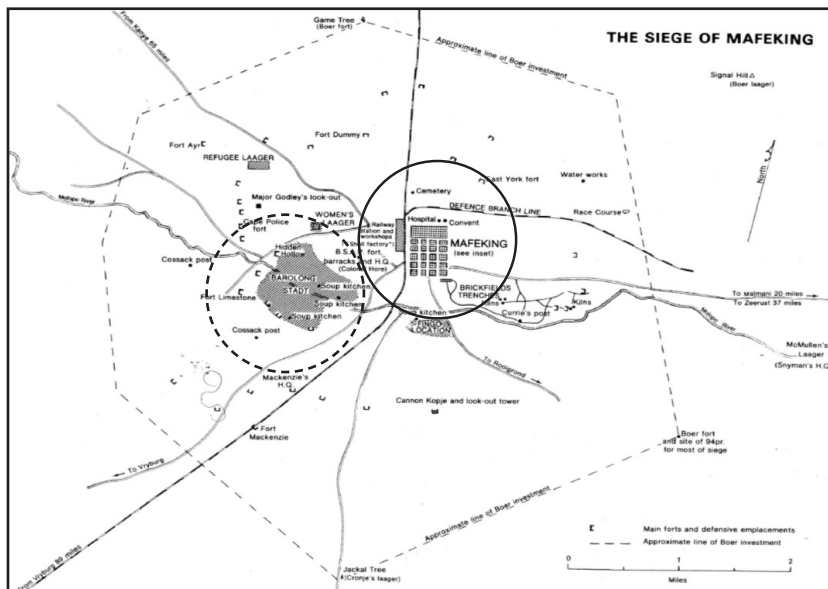 THE SIEGE OF MAFEKING
Game Tree
(Boer fort)
Approximate line of Boer investment
Signal Hill
(Boer laager)
From Kanye 65 miles
North
Fort Ayr
Fort Dummy
REFUGEE LAAGER
East York fort
Water works
Cemetery
Major Godley's look-out
DEFENCE BRANCH LINE
Race Course
Molopo River
WOMEN'S
LAAGER
Hospital
Convent
Cape Police
fort
Railway
station and
workshops
"Shell factory")
MAFEKING
(see inset)
Hidden
Hollow
B.S. fort,
barracks and H.Q.
(Colonel Hore)
Cossack post
BAROLONG
STADT
Soup kitchen
Fort Limestone
Soup kitchen
Soup kitchen
BRICKFIELDS
TRENCHES
Kilns
Kilns
To Malmani 20 miles
To Zeerust 37 miles
kitchen
Currie's post
FINGO
LOCATION
Molopo River
Cossack post
McMullen's
Laager
(Snyman's H.Q.
To Rooigrond
Mackenzie's
H.Q.
Cannon Kopje and look-out tower
Fort
Mackenzie
Boer fort
and site of 94pr.
for most of siege
To Vryburg
Approximate line of Boer investment
From Vryburg 89 miles
Jackal Tree
(Cronje's laager)
Main forts and defensive emplacements
Approximate line of Boer investment
0 1 2
Miles